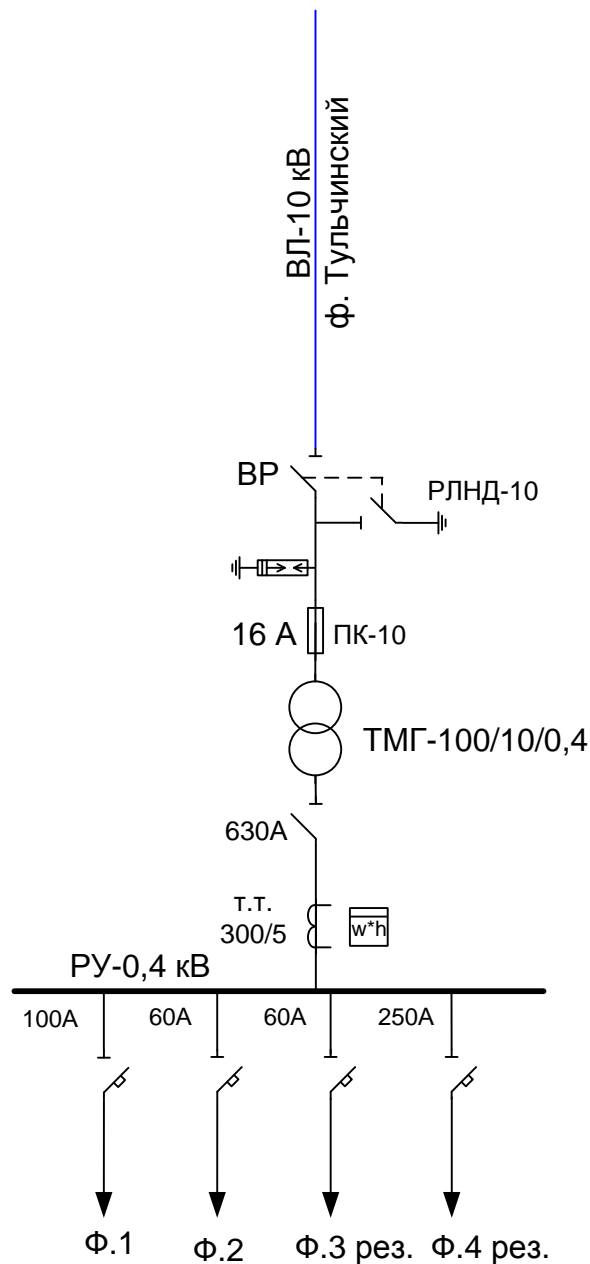 ВЛ-10 кВ
ф. Тульчинский
ВР
РЛНД-10
16 А
ПК-10
ТМГ-100/10/0,4
630А
т.т.
300/5
w*h
РУ-0,4 кВ
100А
60А
60А
250А
Ф.1
Ф.2
Ф.3 рез.
Ф.4 рез.